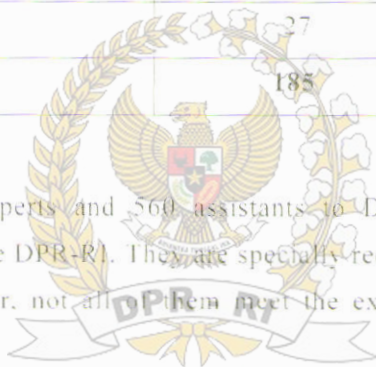 27
185
perts and 560 assistants to D
e DPR-RI. They are specially re
r, not all of them meet the ex
DPR RI